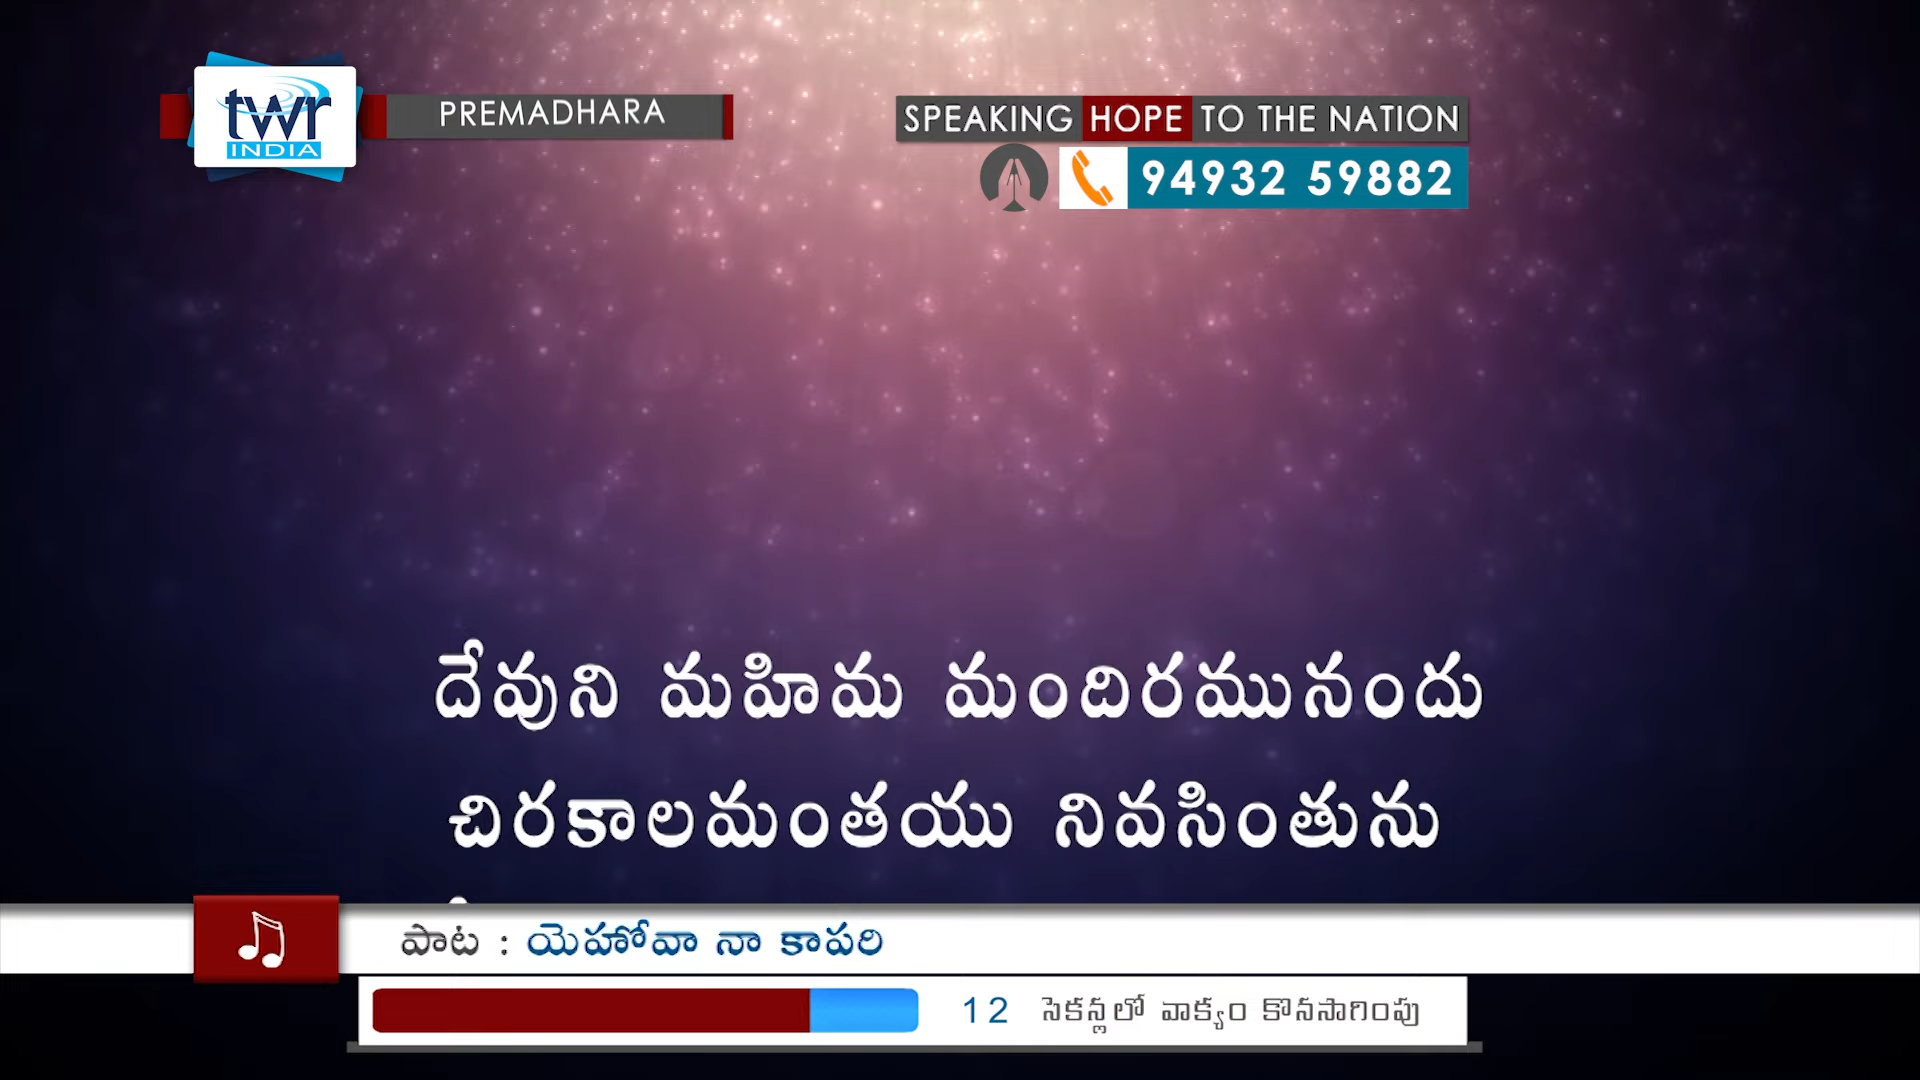 twr
INDIA
PREMADHARA
SPEAKING HOPE TO THE NATION
94932 59882
దేవుని మహిమ మందిరమునందు
చిరకాలమంతయు నివసింతును
పాట : యెహోవా నా కాపరి
12 సెకన్లలో వాక్యం కొనసాగింపు